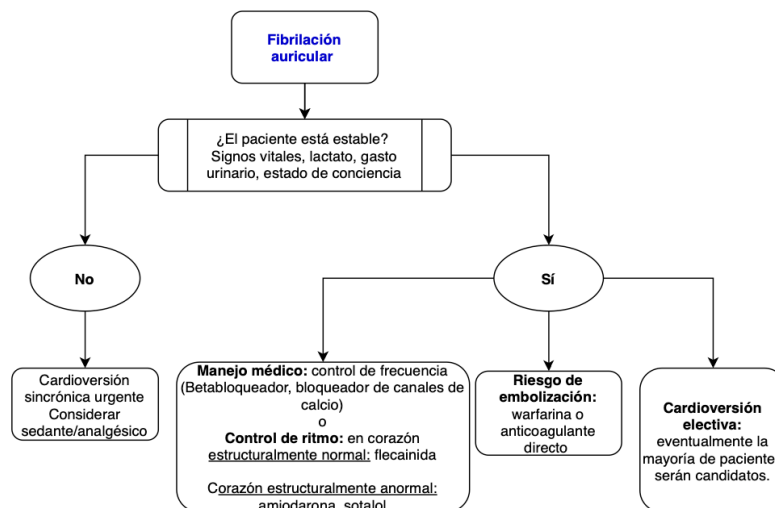 Fibrilación
auricular
¿El paciente está estable?
Signos vitales, lactato, gasto
urinario, estado de conciencia
No
Sí
Cardioversión
sincrónica urgente
Considerar
sedante/analgésico
Manejo médico: control de frecuencia
(Betabloqueador, bloqueador de canales de
calcio)
o
Control de ritmo: en corazón
estructuralmente normal: flecainida
Corazón estructuralmente anormal:
amiodarona, sotalol
Riesgo de
embolización:
warfarina o
anticoagulante
directo
Cardioversión
electiva:
eventualmente la
mayoría de paciente
serán candidatos.